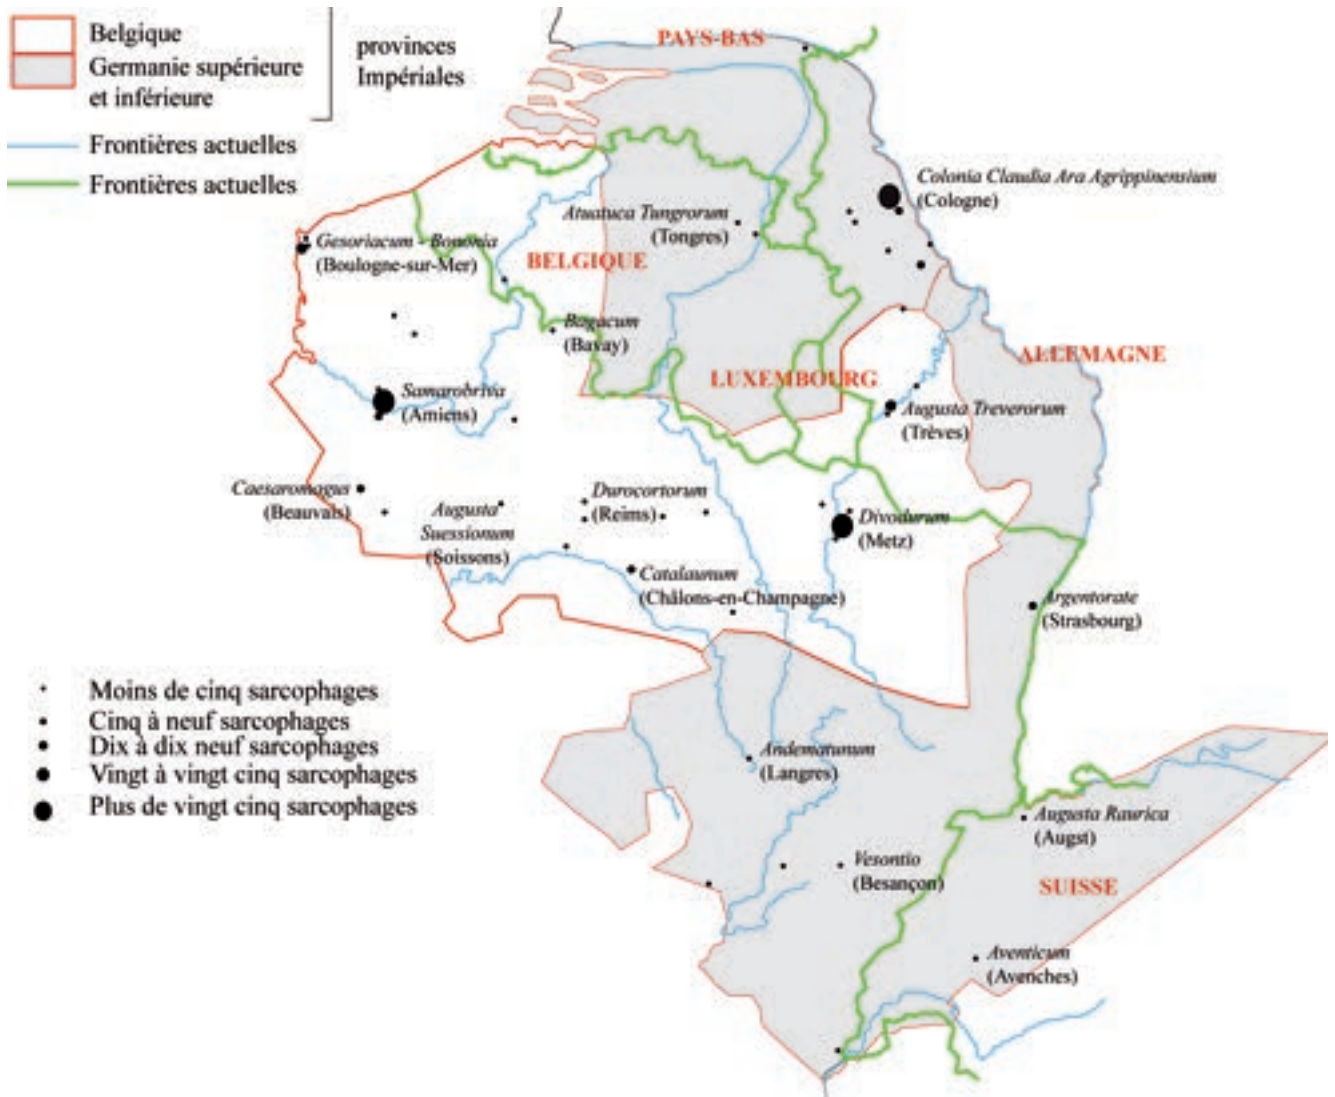 Belgique
Germanie supérieure
et inférieure
provinces
Impériales
Frontières actuelles
Frontières actuelles
PAYS-BAS
Colonia Claudia Ara Agrippinensium
(Cologne)
Atuatuca Tungrorum
(Tongres)
Gesoriacum - Bononia
(Boulogne-sur-Mer)
BELGIQUE
Bagacum
(Bavay)
ALLEMAGNE
LUXEMBOURG
Samarobriva
(Amiens)
Augusta Treverorum
(Trèves)
Caesaromagus
(Beauvais)
Augusta
Suessionum
(Soissons)
Durocortorum
(Reims)
Divodurum
(Metz)
Catalaunum
(Châlons-en-Champagne)
Argentorate
(Strasbourg)
Moins de cinq sarcophages
Cinq à neuf sarcophages
Dix à dix neuf sarcophages
Vingt à vingt cinq sarcophages
Plus de vingt cinq sarcophages
Andematunum
(Langres)
Augusta Raurica
(Augst)
Vesontio
(Besançon)
SUISSE
Aventicum
(Avenches)